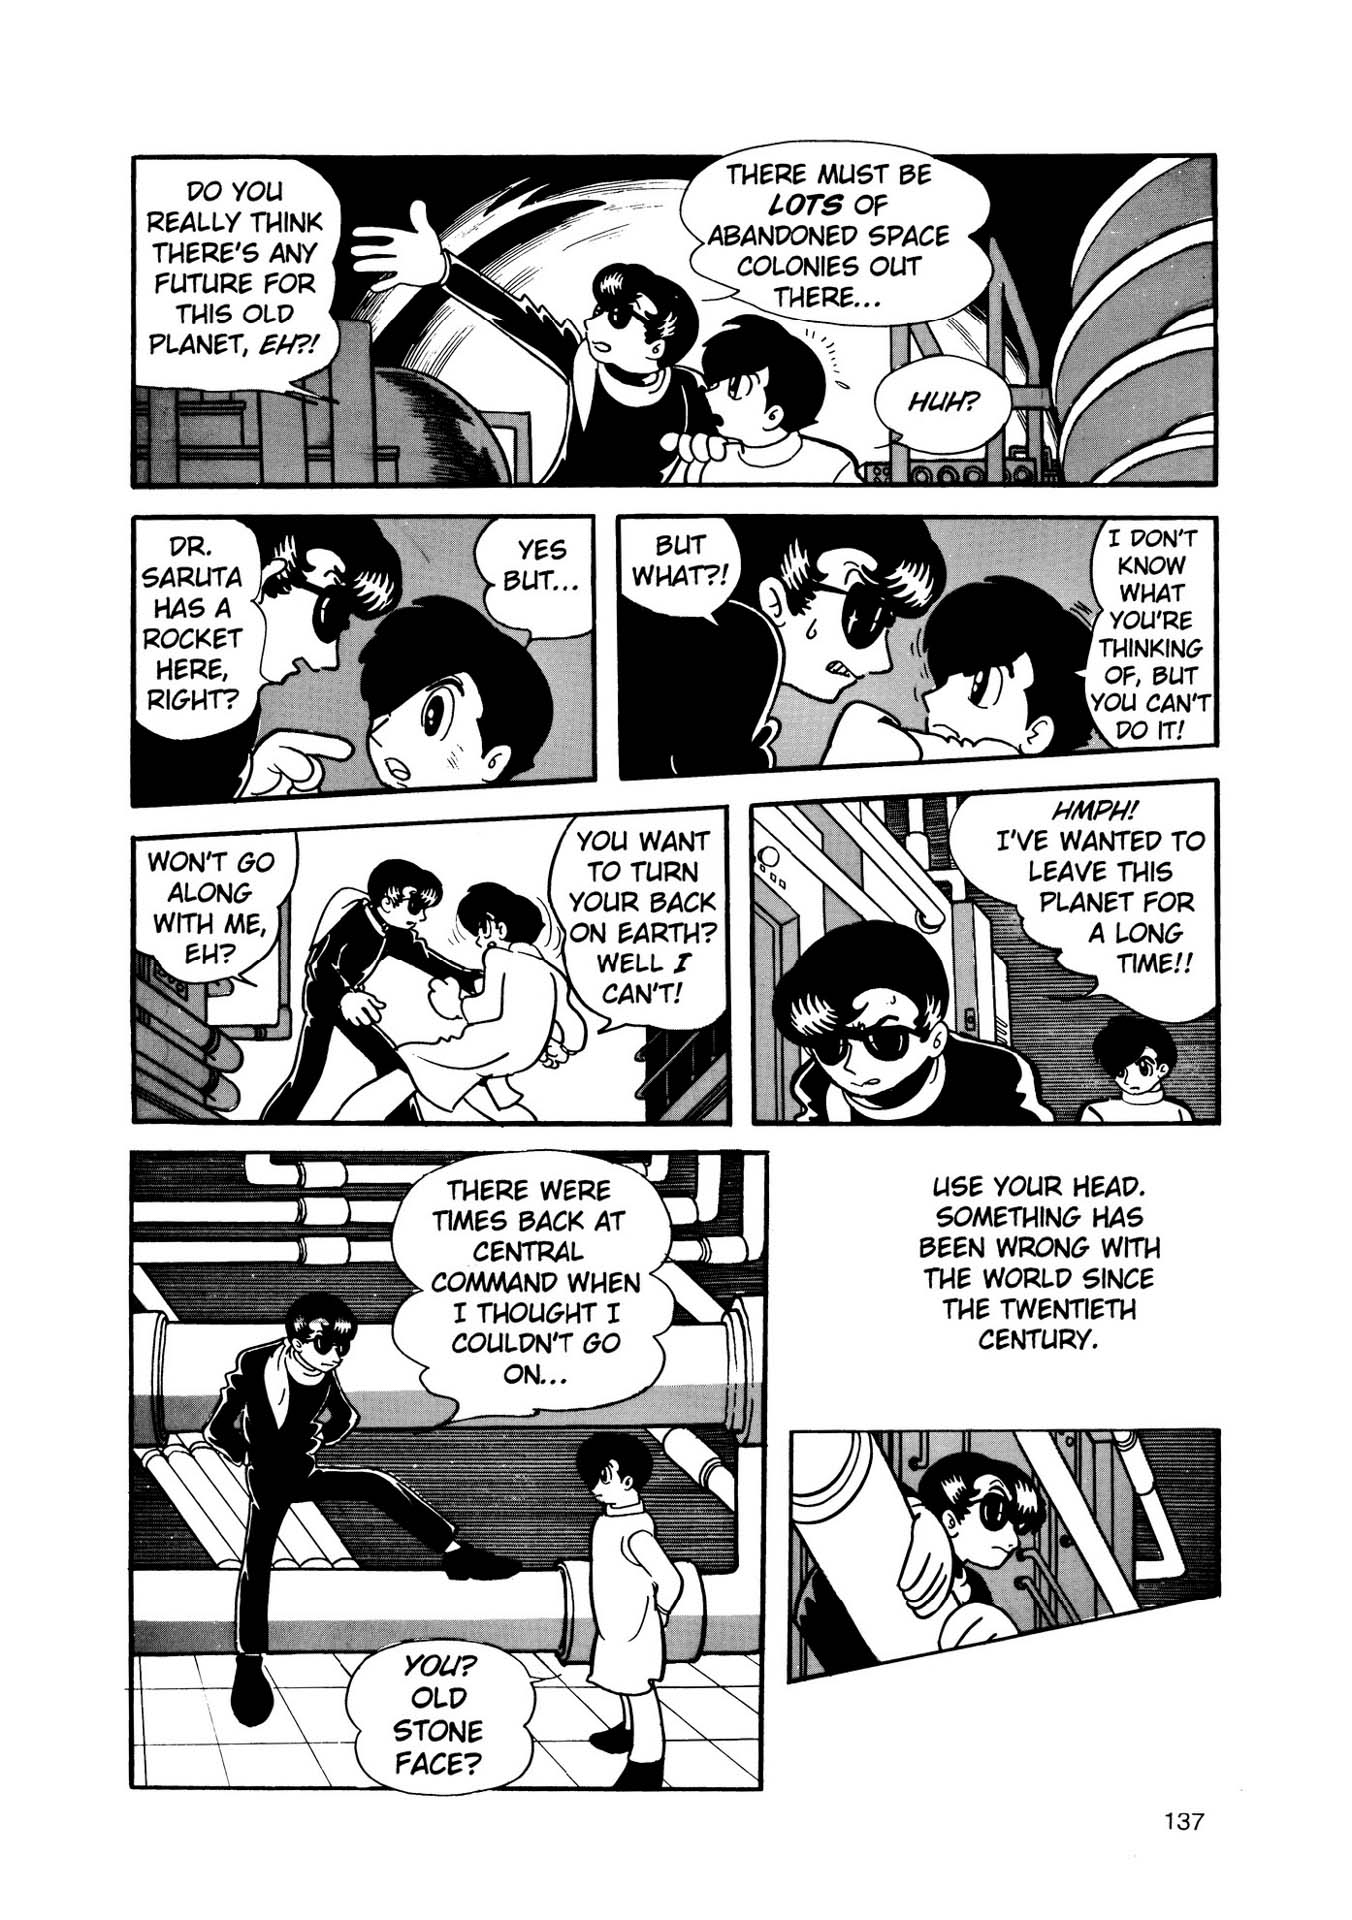 DO YOU
REALLY THINK
THERE'S ANY
FUTURE FOR
THIS OLD
PLANET, EH?!
THERE MUST BE
LOTS OF
ABANDONED SPACE
COLONIES OUT
THERE...
HUH?
DR.
SARUTA
HAS A
ROCKET
HERE,
RIGHT?
YES
BUT...
BUT
WHAT?!
I DON'T
KNOW
WHAT
YOU'RE
THINKING
OF, BUT
YOU CAN'T
DO IT!
WON'T GO
ALONG
WITH ME,
EH?
YOU WANT
TO TURN
YOUR BACK
ON EARTH?
WELL I
CAN'T!
HMPH!
I'VE WANTED TO
LEAVE THIS
PLANET FOR
A LONG
TIME!!
THERE WERE
TIMES BACK AT
CENTRAL
COMMAND WHEN
I THOUGHT I
COULDN'T GO
ON...
YOU?
OLD
STONE
FACE?
USE YOUR HEAD.
SOMETHING HAS
BEEN WRONG WITH
THE WORLD SINCE
THE TWENTIETH
CENTURY.
137